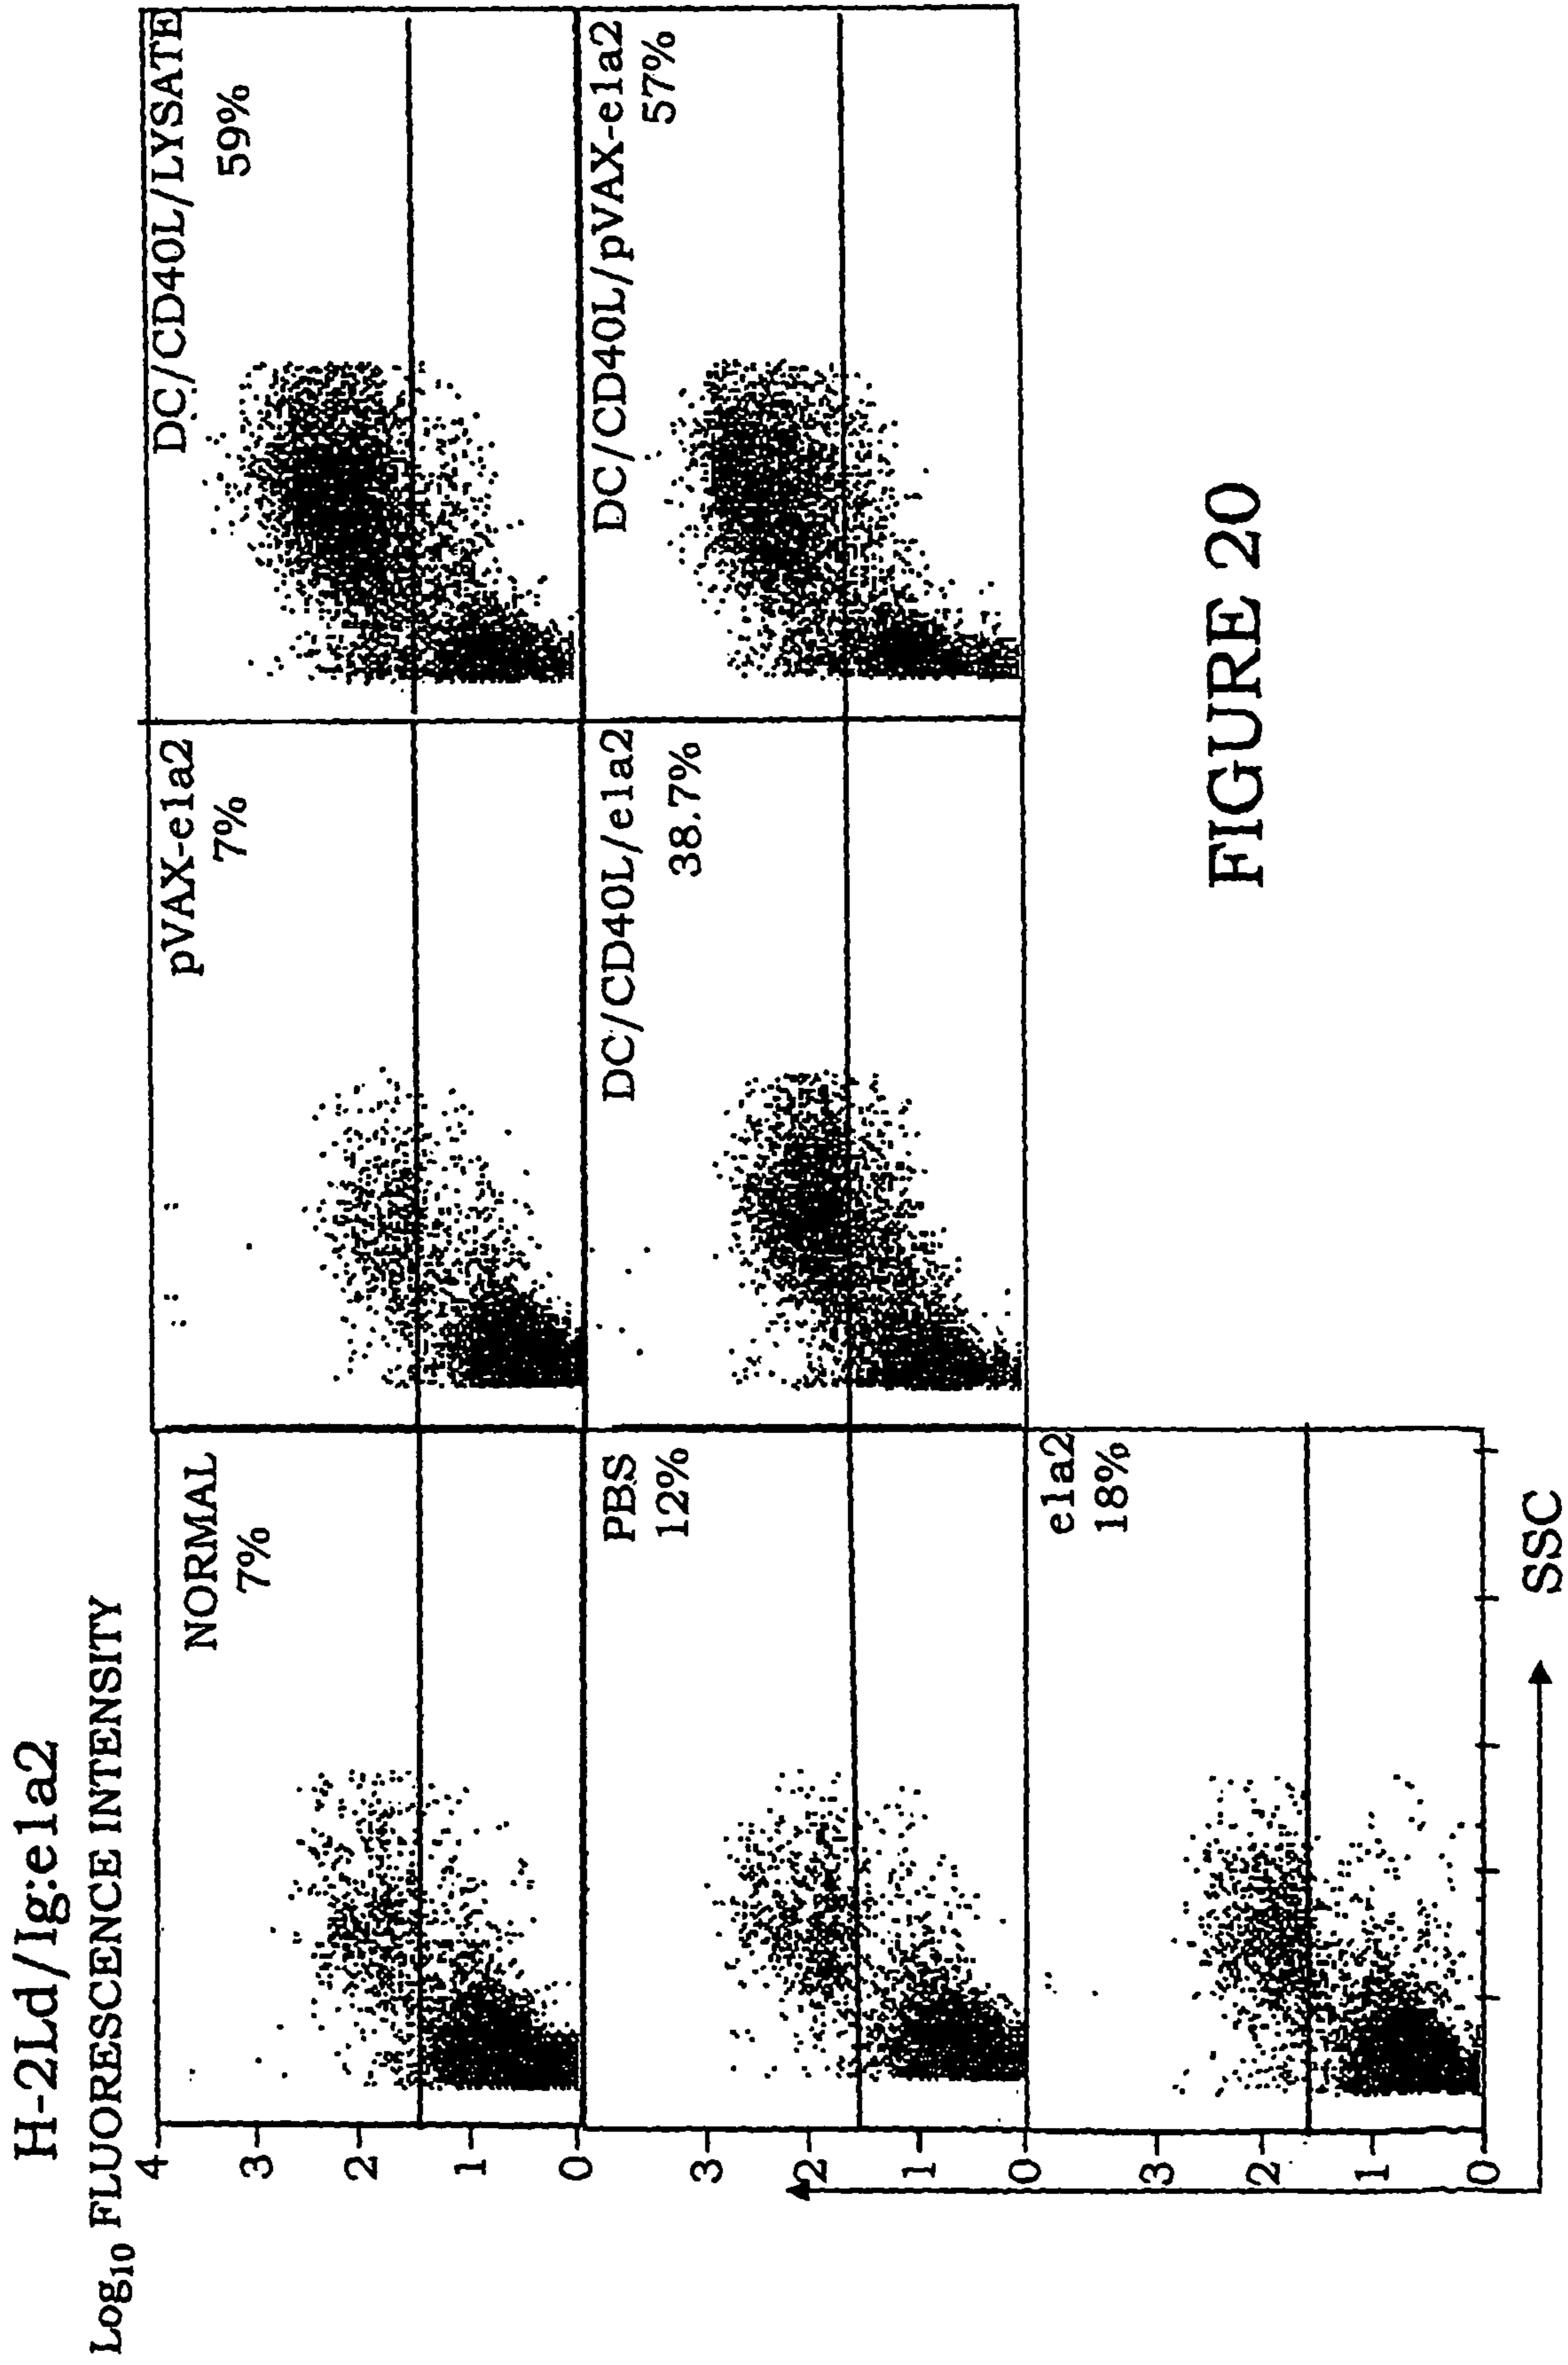 H-2Ld/Ig:e1a2
Log₁₀ FLUORESCENCE INTENSITY
4
3
2
1
0
NORMAL
7%
pVAX-e1a2
7%
DC/CD40L/LYSATE
59%
3
2
1
0
PBS
12%
DC/CD40L/e1a2
38.7%
DC/CD40L/pVAX-e1a2
57%
3
2
1
0
e1a2
18%
SSC
FIGURE 20